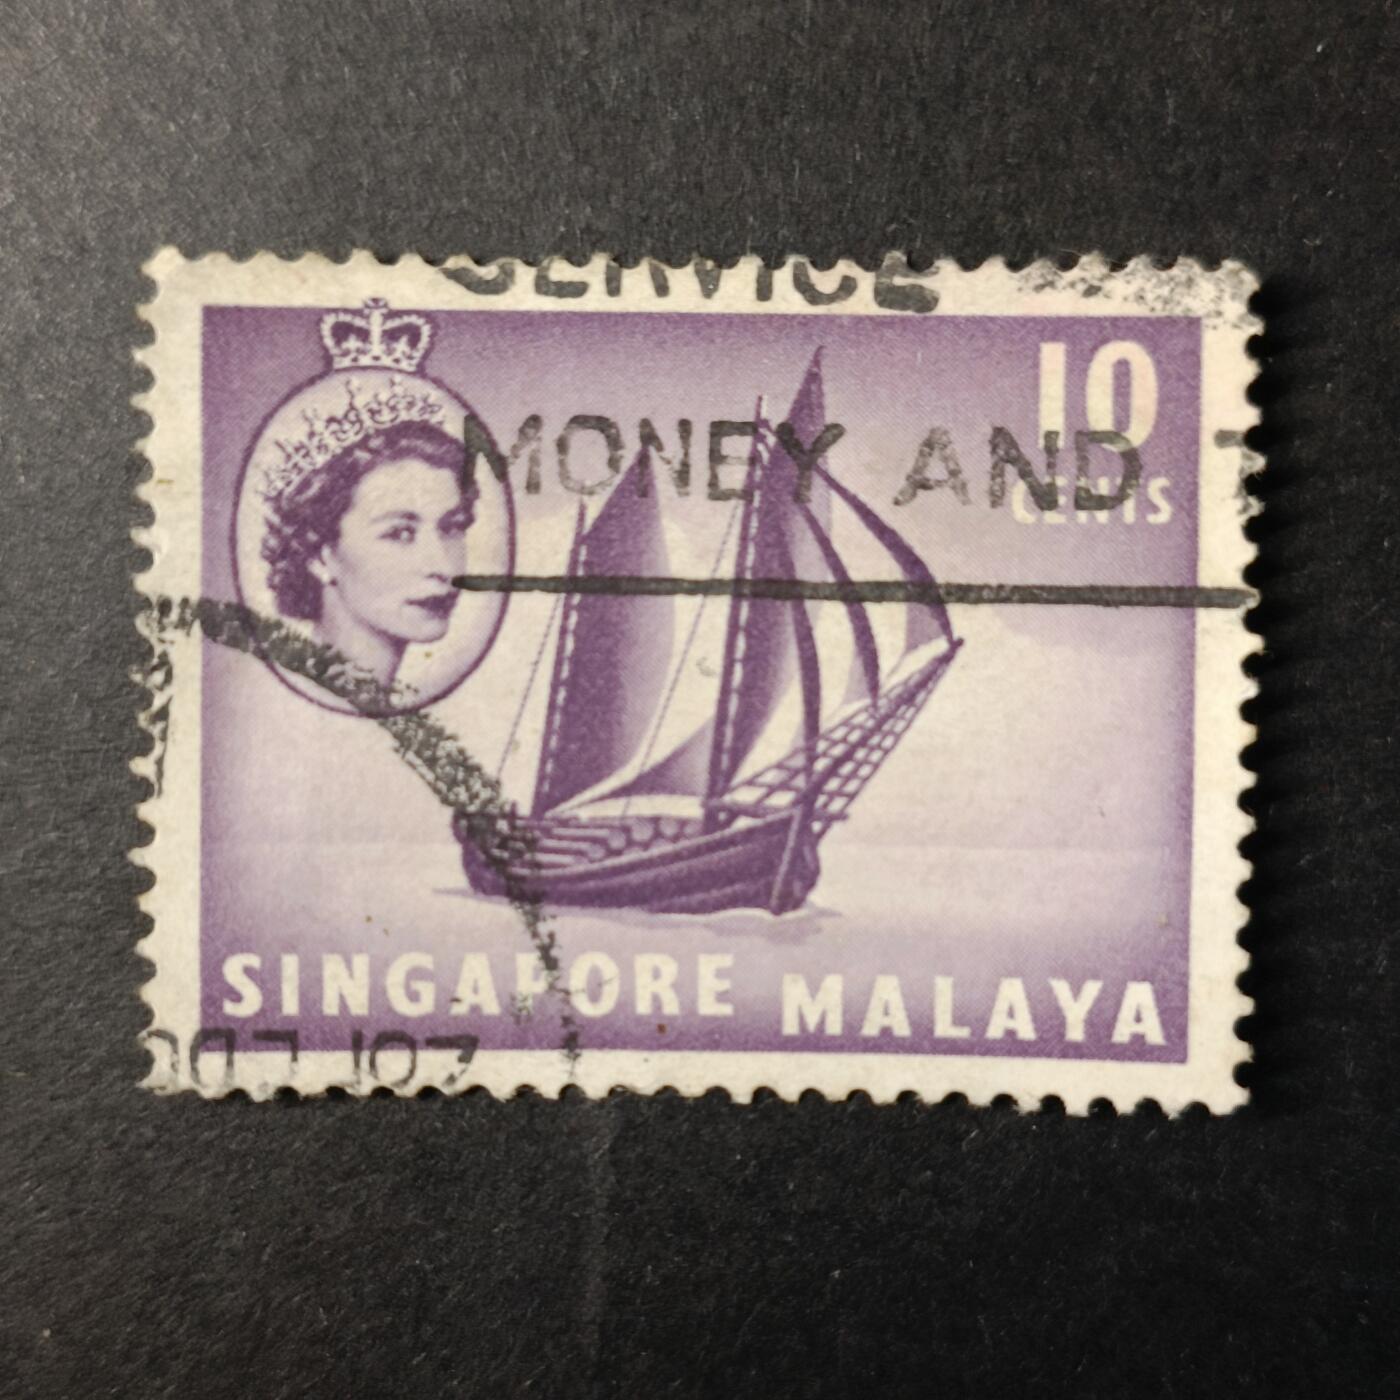 SERVICE
10
MONEY AND
CENTS
SINGAPORE MALAYA